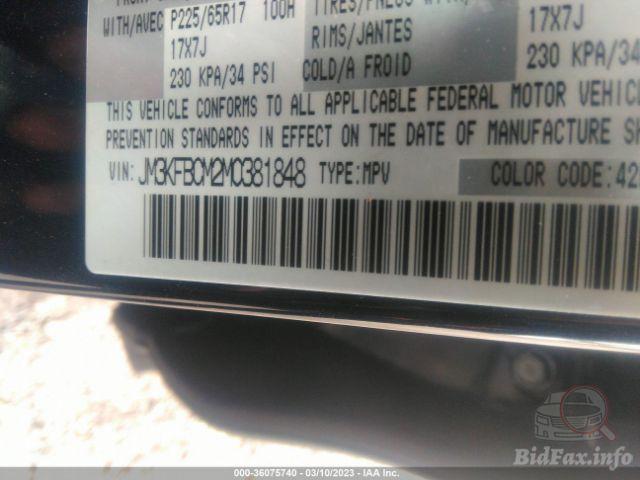 WITH/AVEC P225/65R17 100H
17X7J
RIMS/JANTES
17X7J
230 KPA/34 PSI
COLD/A FROID
230 KPA/34
THIS VEHICLE CONFORMS TO ALL APPLICABLE FEDERAL MOTOR VEHIC
PREVENTION STANDARDS IN EFFECT ON THE DATE OF MANUFACTURE
VIN: JM3KFBCM2M0381848 TYPE:MPV COLOR CODE:42
000-36075740 - 03/10/2023 - IAA Inc.
BidFax.info